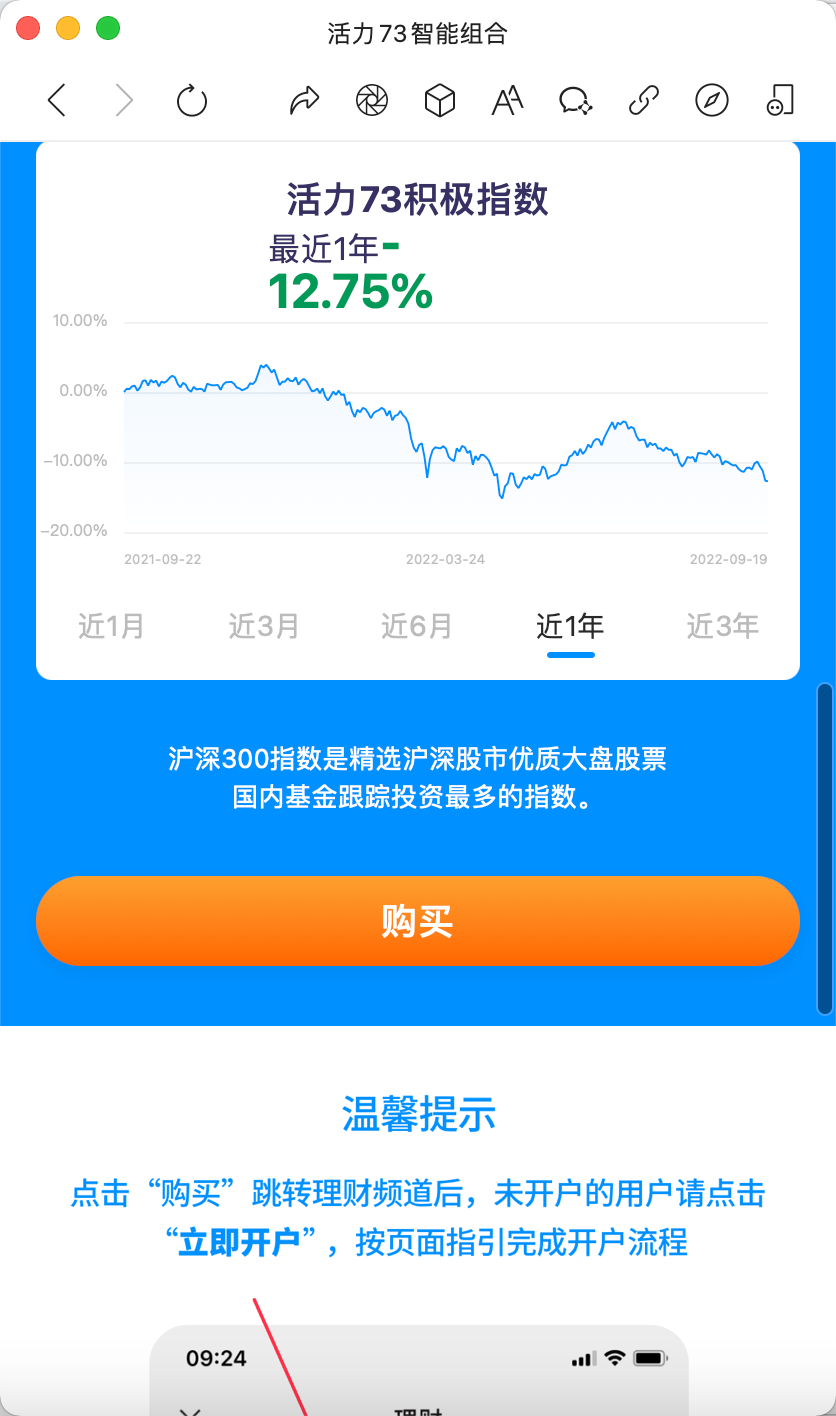 活力73智能组合
活力73积极指数
最近1年-
12.75%
10.00%
0.00%
−10.00%
−20.00%
2021-09-22 2022-03-24 2022-09-19
近1月 近3月 近6月 近1年 近3年
沪深300指数是精选沪深股市优质大盘股票
国内基金跟踪投资最多的指数。
购买
温馨提示
点击“购买”跳转理财频道后，未开户的用户请点击
“立即开户”，按页面指引完成开户流程
09:24
理财